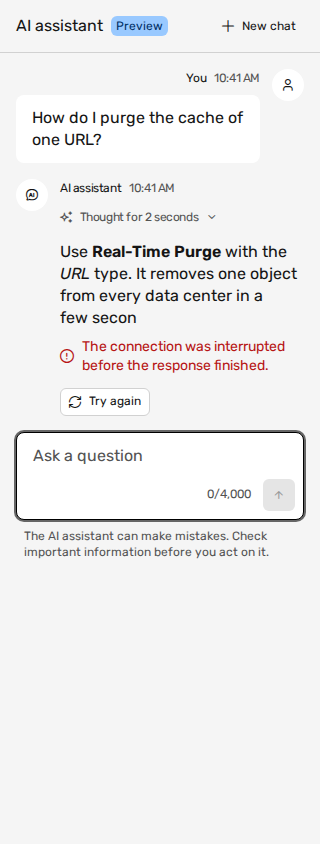 AI assistant Preview New chat
You 10:41 AM
How do I purge the cache of
one URL?
AI
AI assistant 10:41 AM
Thought for 2 seconds
Use Real-Time Purge with the
URL type. It removes one object
from every data center in a
few secon
The connection was interrupted
before the response finished.
Try again
Ask a question
0/4,000
The AI assistant can make mistakes. Check
important information before you act on it.